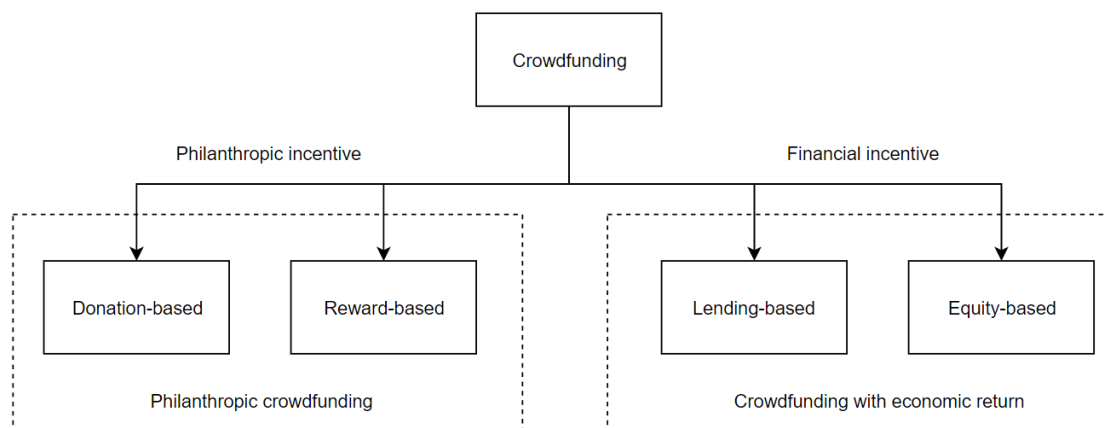 Crowdfunding
Philanthropic incentive
Financial incentive
Donation-based
Reward-based
Lending-based
Equity-based
Philanthropic crowdfunding
Crowdfunding with economic return